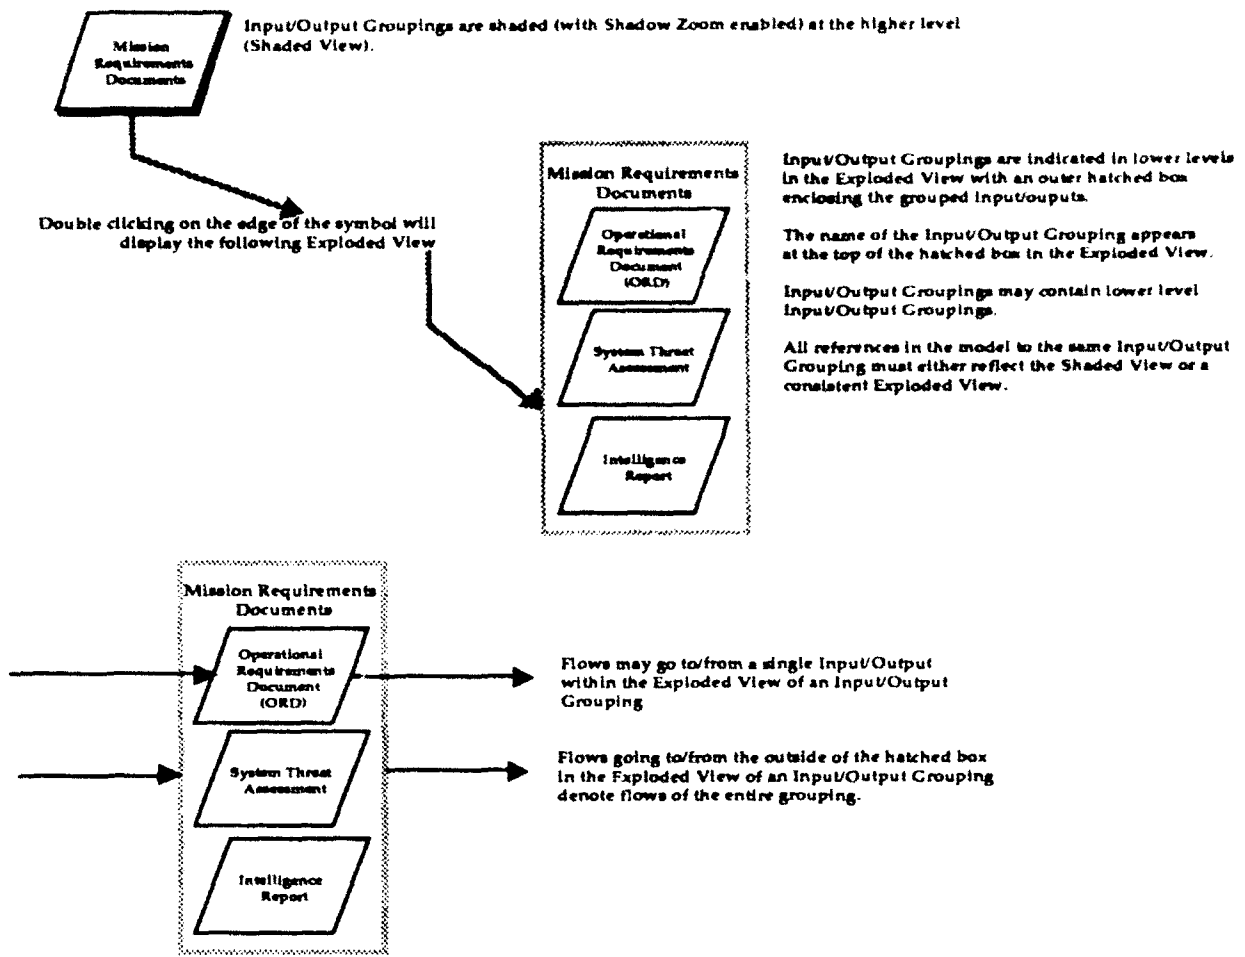 Input/Output Groupings are shaded (with Shadow Zoom enabled) at the higher level
(Shaded View).
Mission
Requirements
Documents
Double clicking on the edge of the symbol will
display the following Exploded View
Mission Requirements
Documents
Operational
Requirements
Document
(ORD)
System Threat
Assessment
Intelligence
Report
Input/Output Groupings are indicated in lower levels
in the Exploded View with an outer hatched box
enclosing the grouped input/ouputs.
The name of the Input/Output Grouping appears
at the top of the hatched box in the Exploded View.
Input/Output Groupings may contain lower level
Input/Output Groupings.
All references in the model to the same Input/Output
Grouping must either reflect the Shaded View or a
consistent Exploded View.
Mission Requirements
Documents
Operational
Requirements
Document
(ORD)
System Threat
Assessment
Intelligence
Report
Flows may go to/from a single Input/Output
within the Exploded View of an Input/Output
Grouping
Flows going to/from the outside of the hatched box
in the Exploded View of an Input/Output Grouping
denote flows of the entire grouping.